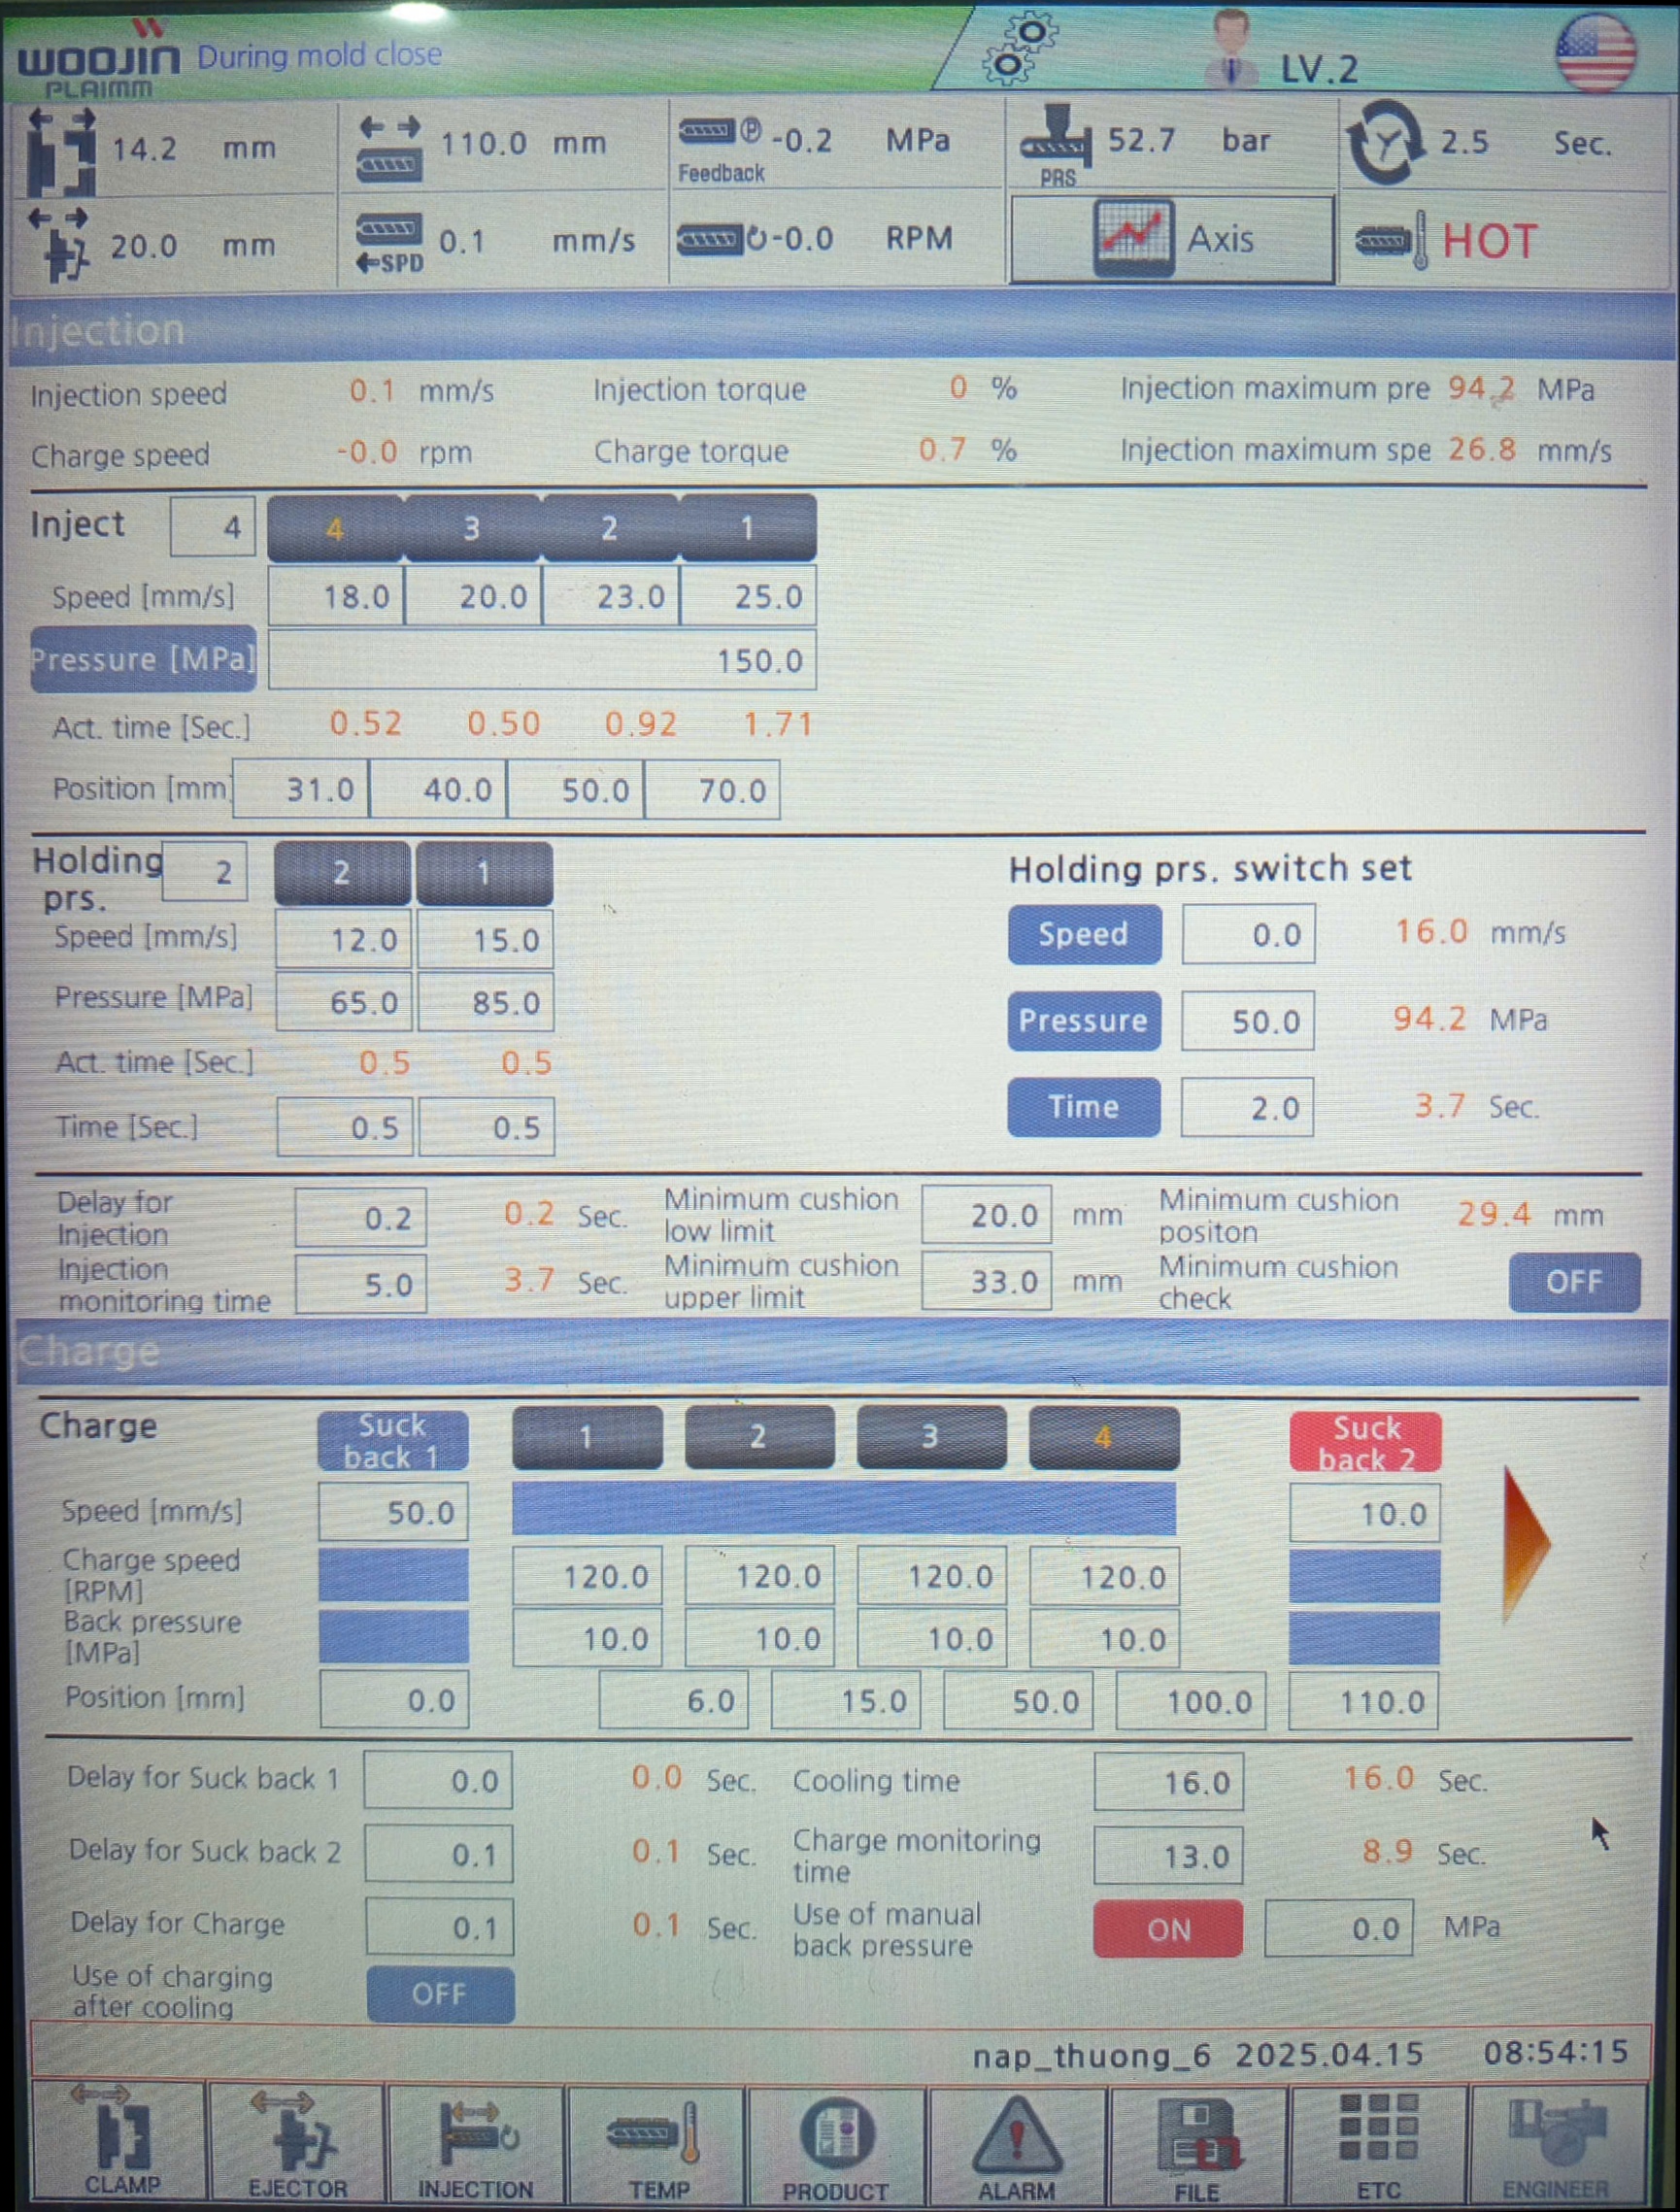 WOOJIN PLAIMM During mold close LV.2
14.2 mm 110.0 mm P -0.2 MPa 52.7 bar 2.5 Sec.
Feedback PRS
20.0 mm SPD 0.1 mm/s -0.0 RPM Axis HOT
Injection
Injection speed 0.1 mm/s Injection torque 0 % Injection maximum pre 94.2 MPa
Charge speed -0.0 rpm Charge torque 0.7 % Injection maximum spe 26.8 mm/s
Inject 4 4 3 2 1
Speed [mm/s] 18.0 20.0 23.0 25.0
Pressure [MPa] 150.0
Act. time [Sec.] 0.52 0.50 0.92 1.71
Position [mm] 31.0 40.0 50.0 70.0
Holding prs. 2 2 1 Holding prs. switch set
Speed [mm/s] 12.0 15.0 Speed 0.0 16.0 mm/s
Pressure [MPa] 65.0 85.0 Pressure 50.0 94.2 MPa
Act. time [Sec.] 0.5 0.5
Time [Sec.] 0.5 0.5 Time 2.0 3.7 Sec.
Delay for Injection 0.2 0.2 Sec. Minimum cushion low limit 20.0 mm Minimum cushion positon 29.4 mm
Injection monitoring time 5.0 3.7 Sec. Minimum cushion upper limit 33.0 mm Minimum cushion check OFF
Charge
Charge Suck back 1 1 2 3 4 Suck back 2
Speed [mm/s] 50.0 10.0
Charge speed [RPM] 120.0 120.0 120.0 120.0
Back pressure [MPa] 10.0 10.0 10.0 10.0
Position [mm] 0.0 6.0 15.0 50.0 100.0 110.0
Delay for Suck back 1 0.0 0.0 Sec. Cooling time 16.0 16.0 Sec.
Delay for Suck back 2 0.1 0.1 Sec. Charge monitoring time 13.0 8.9 Sec.
Delay for Charge 0.1 0.1 Sec. Use of manual back pressure ON 0.0 MPa
Use of charging after cooling OFF
nap_thuong_6 2025.04.15 08:54:15
CLAMP EJECTOR INJECTION TEMP PRODUCT ALARM FILE ETC ENGINEER